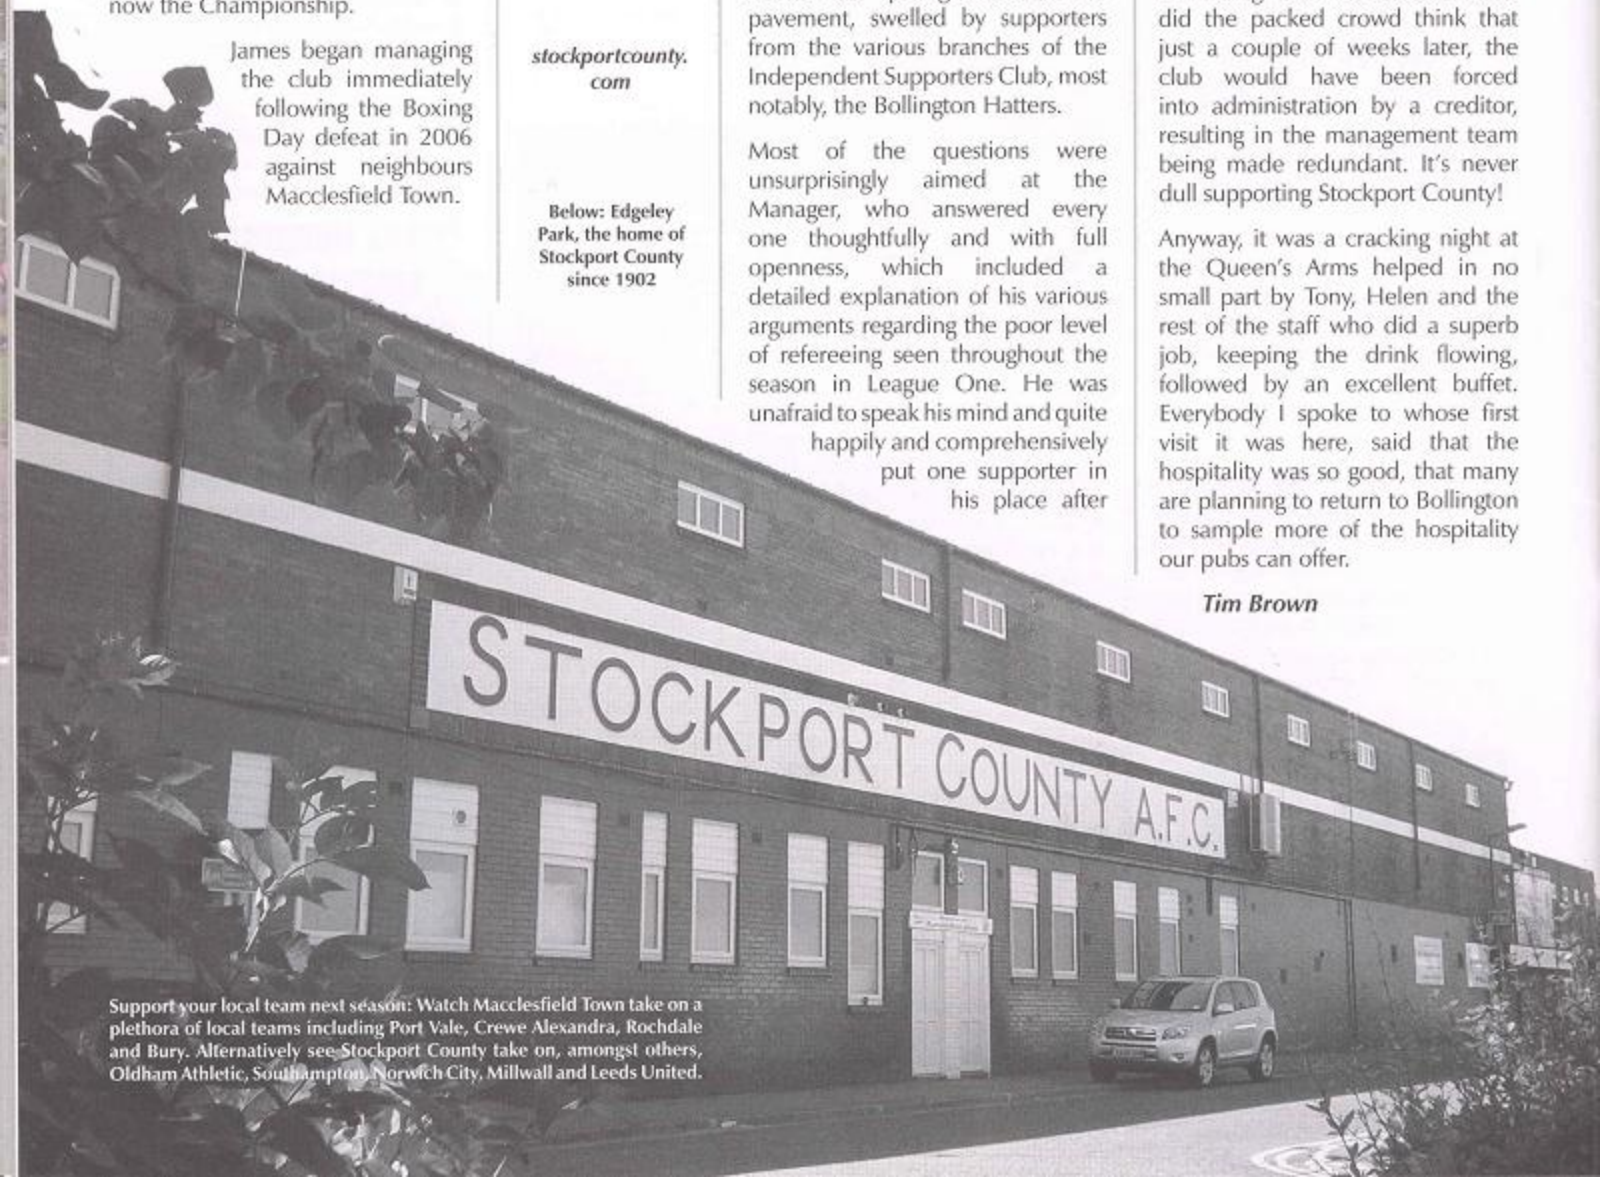 now the Championship.
James began managing
the club immediately
following the Boxing
Day defeat in 2006
against neighbours
Macclesfield Town.
stockportcounty.
com
Below: Edgeley
Park, the home of
Stockport County
since 1902
pavement, swelled by supporters
from the various branches of the
Independent Supporters Club, most
notably, the Bollington Hatters.
Most of the questions were
unsurprisingly aimed at the
Manager, who answered every
one thoughtfully and with full
openness, which included a
detailed explanation of his various
arguments regarding the poor level
of refereeing seen throughout the
season in League One. He was
unafraid to speak his mind and quite
happily and comprehensively
put one supporter in
his place after
did the packed crowd think that
just a couple of weeks later, the
club would have been forced
into administration by a creditor,
resulting in the management team
being made redundant. It's never
dull supporting Stockport County!
Anyway, it was a cracking night at
the Queen's Arms helped in no
small part by Tony, Helen and the
rest of the staff who did a superb
job, keeping the drink flowing,
followed by an excellent buffet.
Everybody I spoke to whose first
visit it was here, said that the
hospitality was so good, that many
are planning to return to Bollington
to sample more of the hospitality
our pubs can offer.
Tim Brown
STOCKPORT COUNTY A.F.C.
Support your local team next season: Watch Macclesfield Town take on a
plethora of local teams including Port Vale, Crewe Alexandra, Rochdale
and Bury. Alternatively see Stockport County take on, amongst others,
Oldham Athletic, Southampton, Norwich City, Millwall and Leeds United.